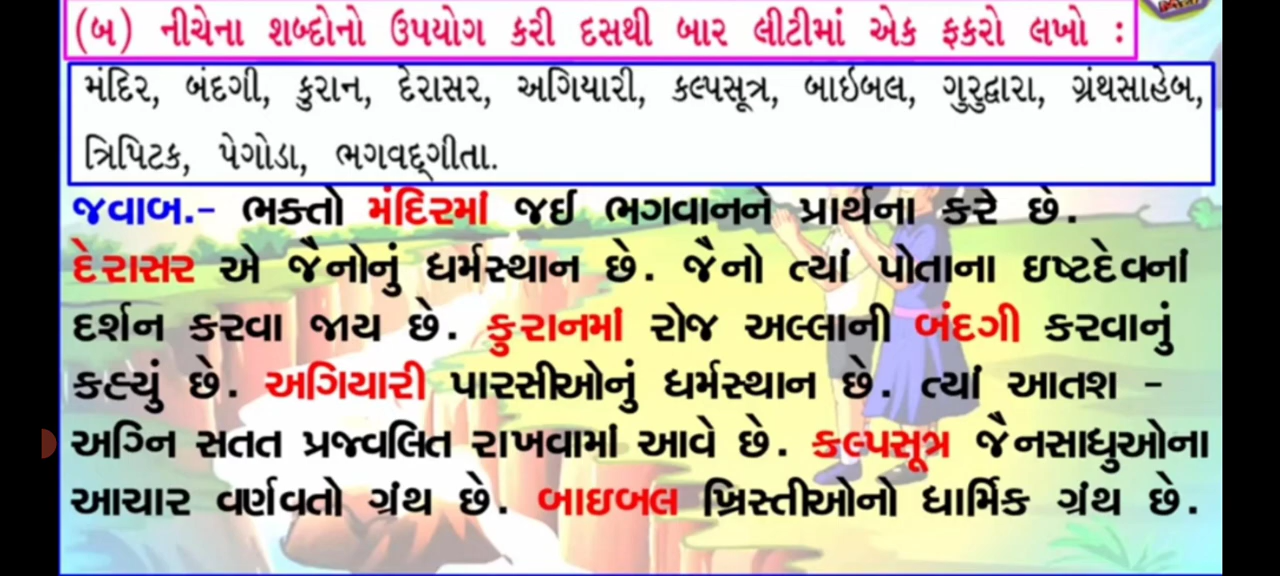 (બ) નીચેના શબ્દોનો ઉપયોગ કરી દસથી બાર લીટીમાં એક ફકરો લખો :
મંદિર, બંદગી, કુરાન, દેરાસર, અગિયારી, કલ્પસૂત્ર, બાઇબલ, ગુરુદ્વારા, ગ્રંથસાહેબ,
ત્રિપિટક, પેગોડા, ભગવદ્‌ગીતા.
જવાબ.- ભક્તો મંદિરમાં જઈ ભગવાનને પ્રાર્થના કરે છે.
દેરાસર એ જૈનોનું ધર્મસ્થાન છે. જૈનો ત્યાં પોતાના ઇષ્ટદેવનાં
દર્શન કરવા જાય છે. કુરાનમાં રોજ અલ્લાની બંદગી કરવાનું
કહ્યું છે. અગિયારી પારસીઓનું ધર્મસ્થાન છે. ત્યાં આતશ -
અગ્નિ સતત પ્રજ્વલિત રાખવામાં આવે છે. કલ્પસૂત્ર જૈનસાધુઓના
આચાર વર્ણવતો ગ્રંથ છે. બાઇબલ ખ્રિસ્તીઓનો ધાર્મિક ગ્રંથ છે.